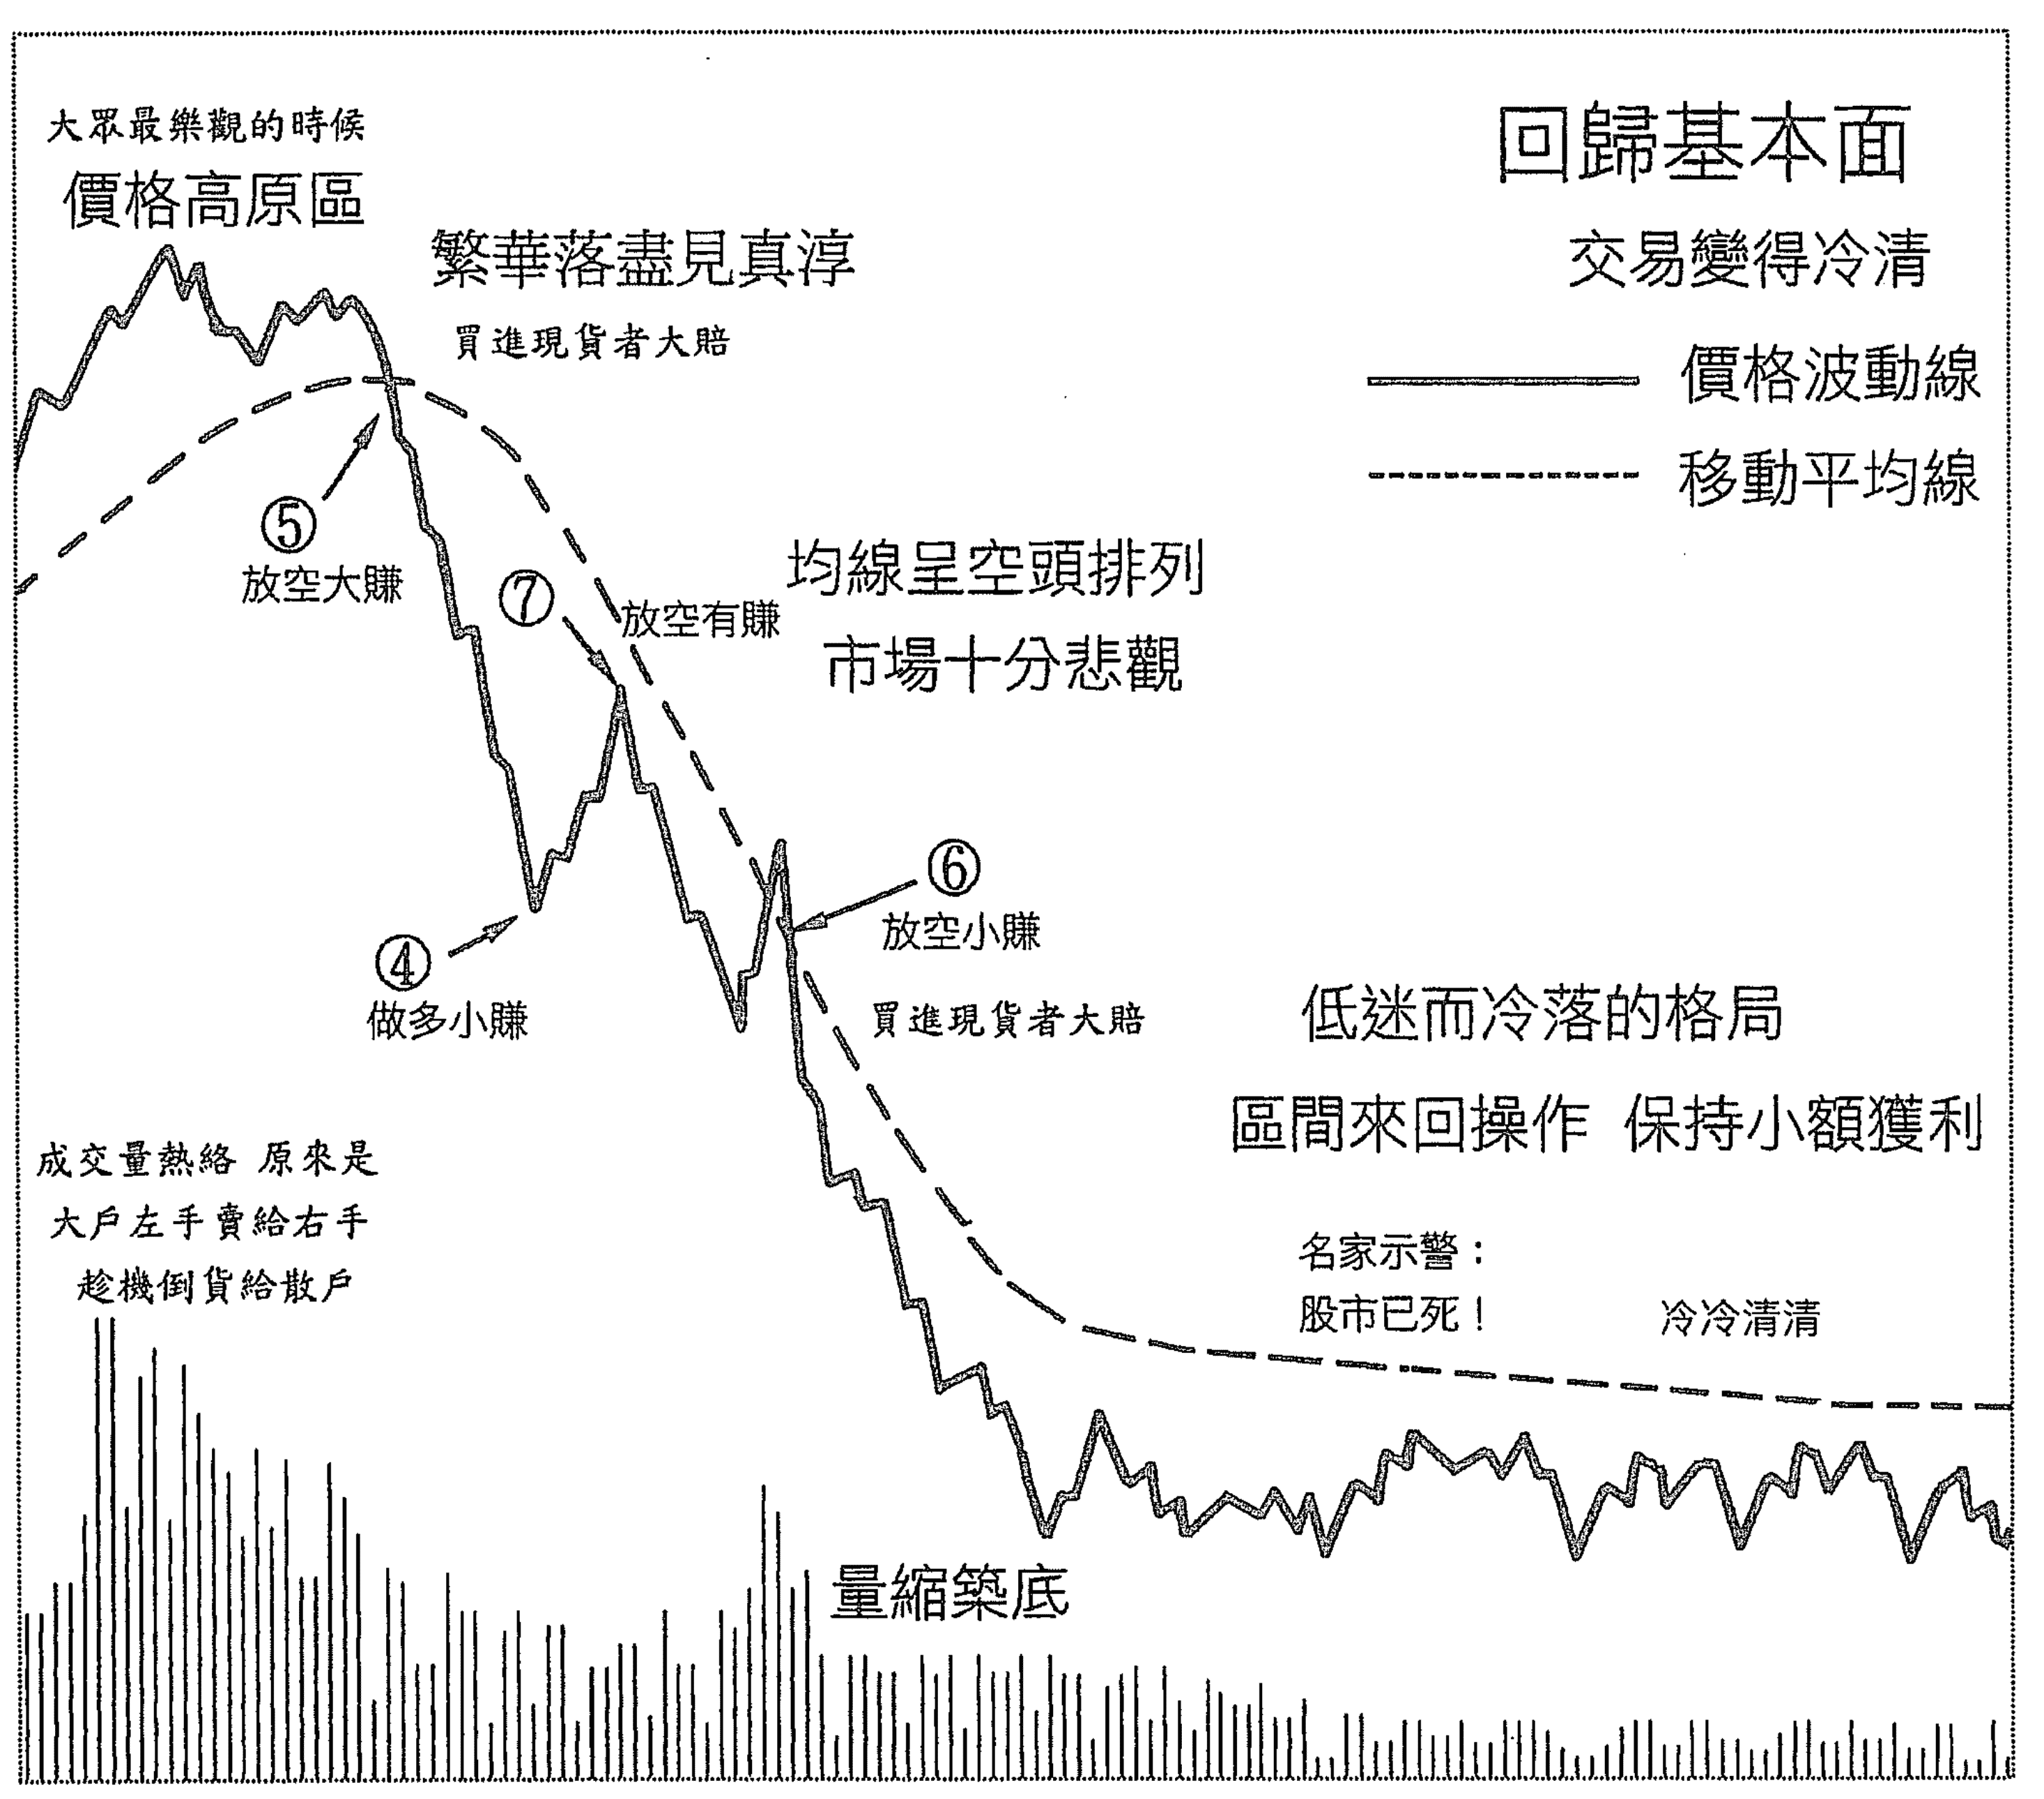 大眾最樂觀的時候
價格高原區
繁華落盡見真淳
買進現貨者大賠
回歸基本面
交易變得冷清
價格波動線
移動平均線
⑤
放空大賺
⑦
放空有賺
均線呈空頭排列
市場十分悲觀
④
做多小賺
⑥
放空小賺
買進現貨者大賠
低迷而冷落的格局
區間來回操作 保持小額獲利
成交量熱絡 原來是
大戶左手賣給右手
趁機倒貨給散戶
名家示警：
股市已死！
冷冷清清
量縮築底